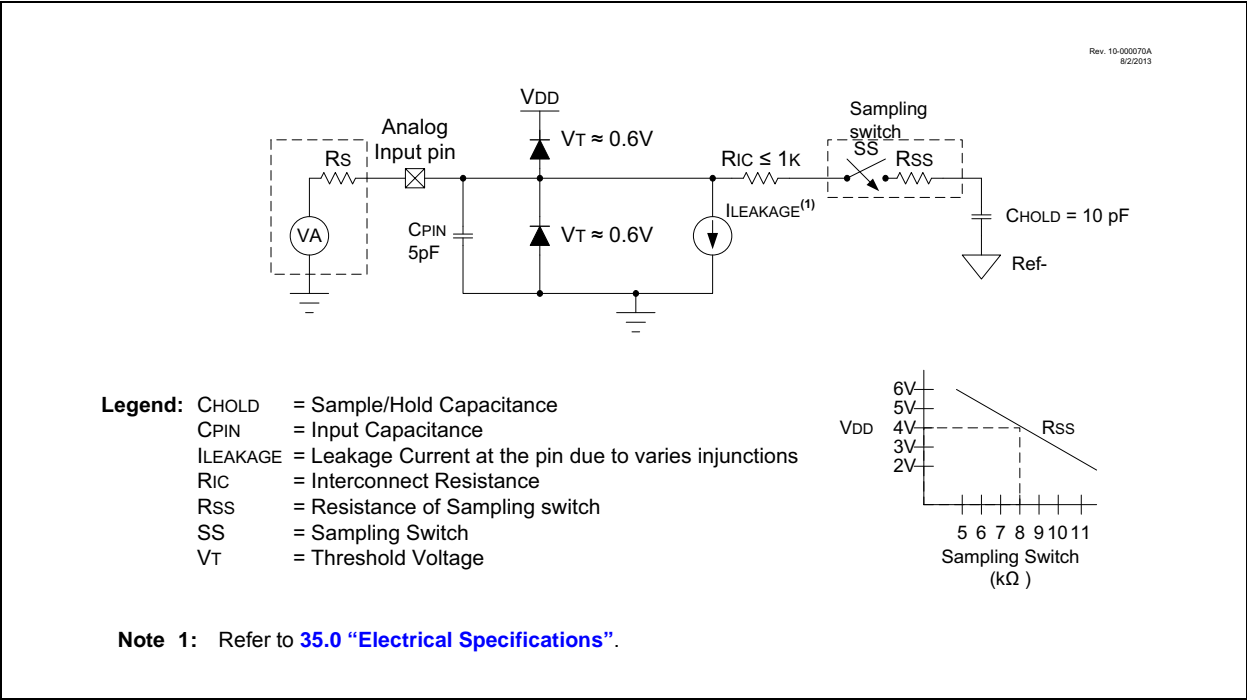 Rev. 10-000070A
8/2/2013
VDD
Analog
Input pin
VT ≈ 0.6V
Sampling
switch
SS
RS
RIC ≤ 1K
RSS
ILEAKAGE(1)
VA
CPIN
5pF
VT ≈ 0.6V
CHOLD = 10 pF
Ref-
Legend: CHOLD = Sample/Hold Capacitance
CPIN = Input Capacitance
ILEAKAGE = Leakage Current at the pin due to varies injunctions
RIC = Interconnect Resistance
RSS = Resistance of Sampling switch
SS = Sampling Switch
VT = Threshold Voltage
6V
5V
VDD 4V RSS
3V
2V
5 6 7 8 9 10 11
Sampling Switch
(kΩ )
Note 1: Refer to 35.0 “Electrical Specifications”.